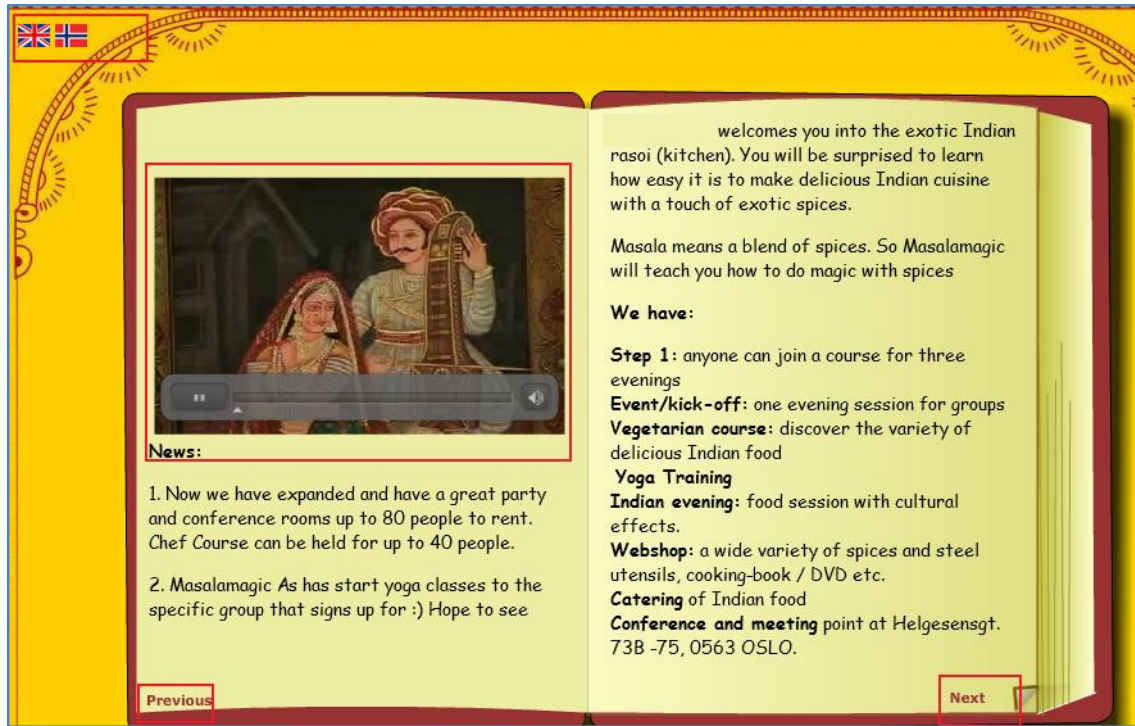 News:
1. Now we have expanded and have a great party
and conference rooms up to 80 people to rent.
Chef Course can be held for up to 40 people.
2. Masalamagic As has start yoga classes to the
specific group that signs up for :) Hope to see
Previous
welcomes you into the exotic Indian
rasoi (kitchen). You will be surprised to learn
how easy it is to make delicious Indian cuisine
with a touch of exotic spices.
Masala means a blend of spices. So Masalamagic
will teach you how to do magic with spices
We have:
Step 1: anyone can join a course for three
evenings
Event/kick-off: one evening session for groups
Vegetarian course: discover the variety of
delicious Indian food
Yoga Training
Indian evening: food session with cultural
effects.
Webshop: a wide variety of spices and steel
utensils, cooking-book / DVD etc.
Catering of Indian food
Conference and meeting point at Helgesensgt.
73B -75, 0563 OSLO.
Next